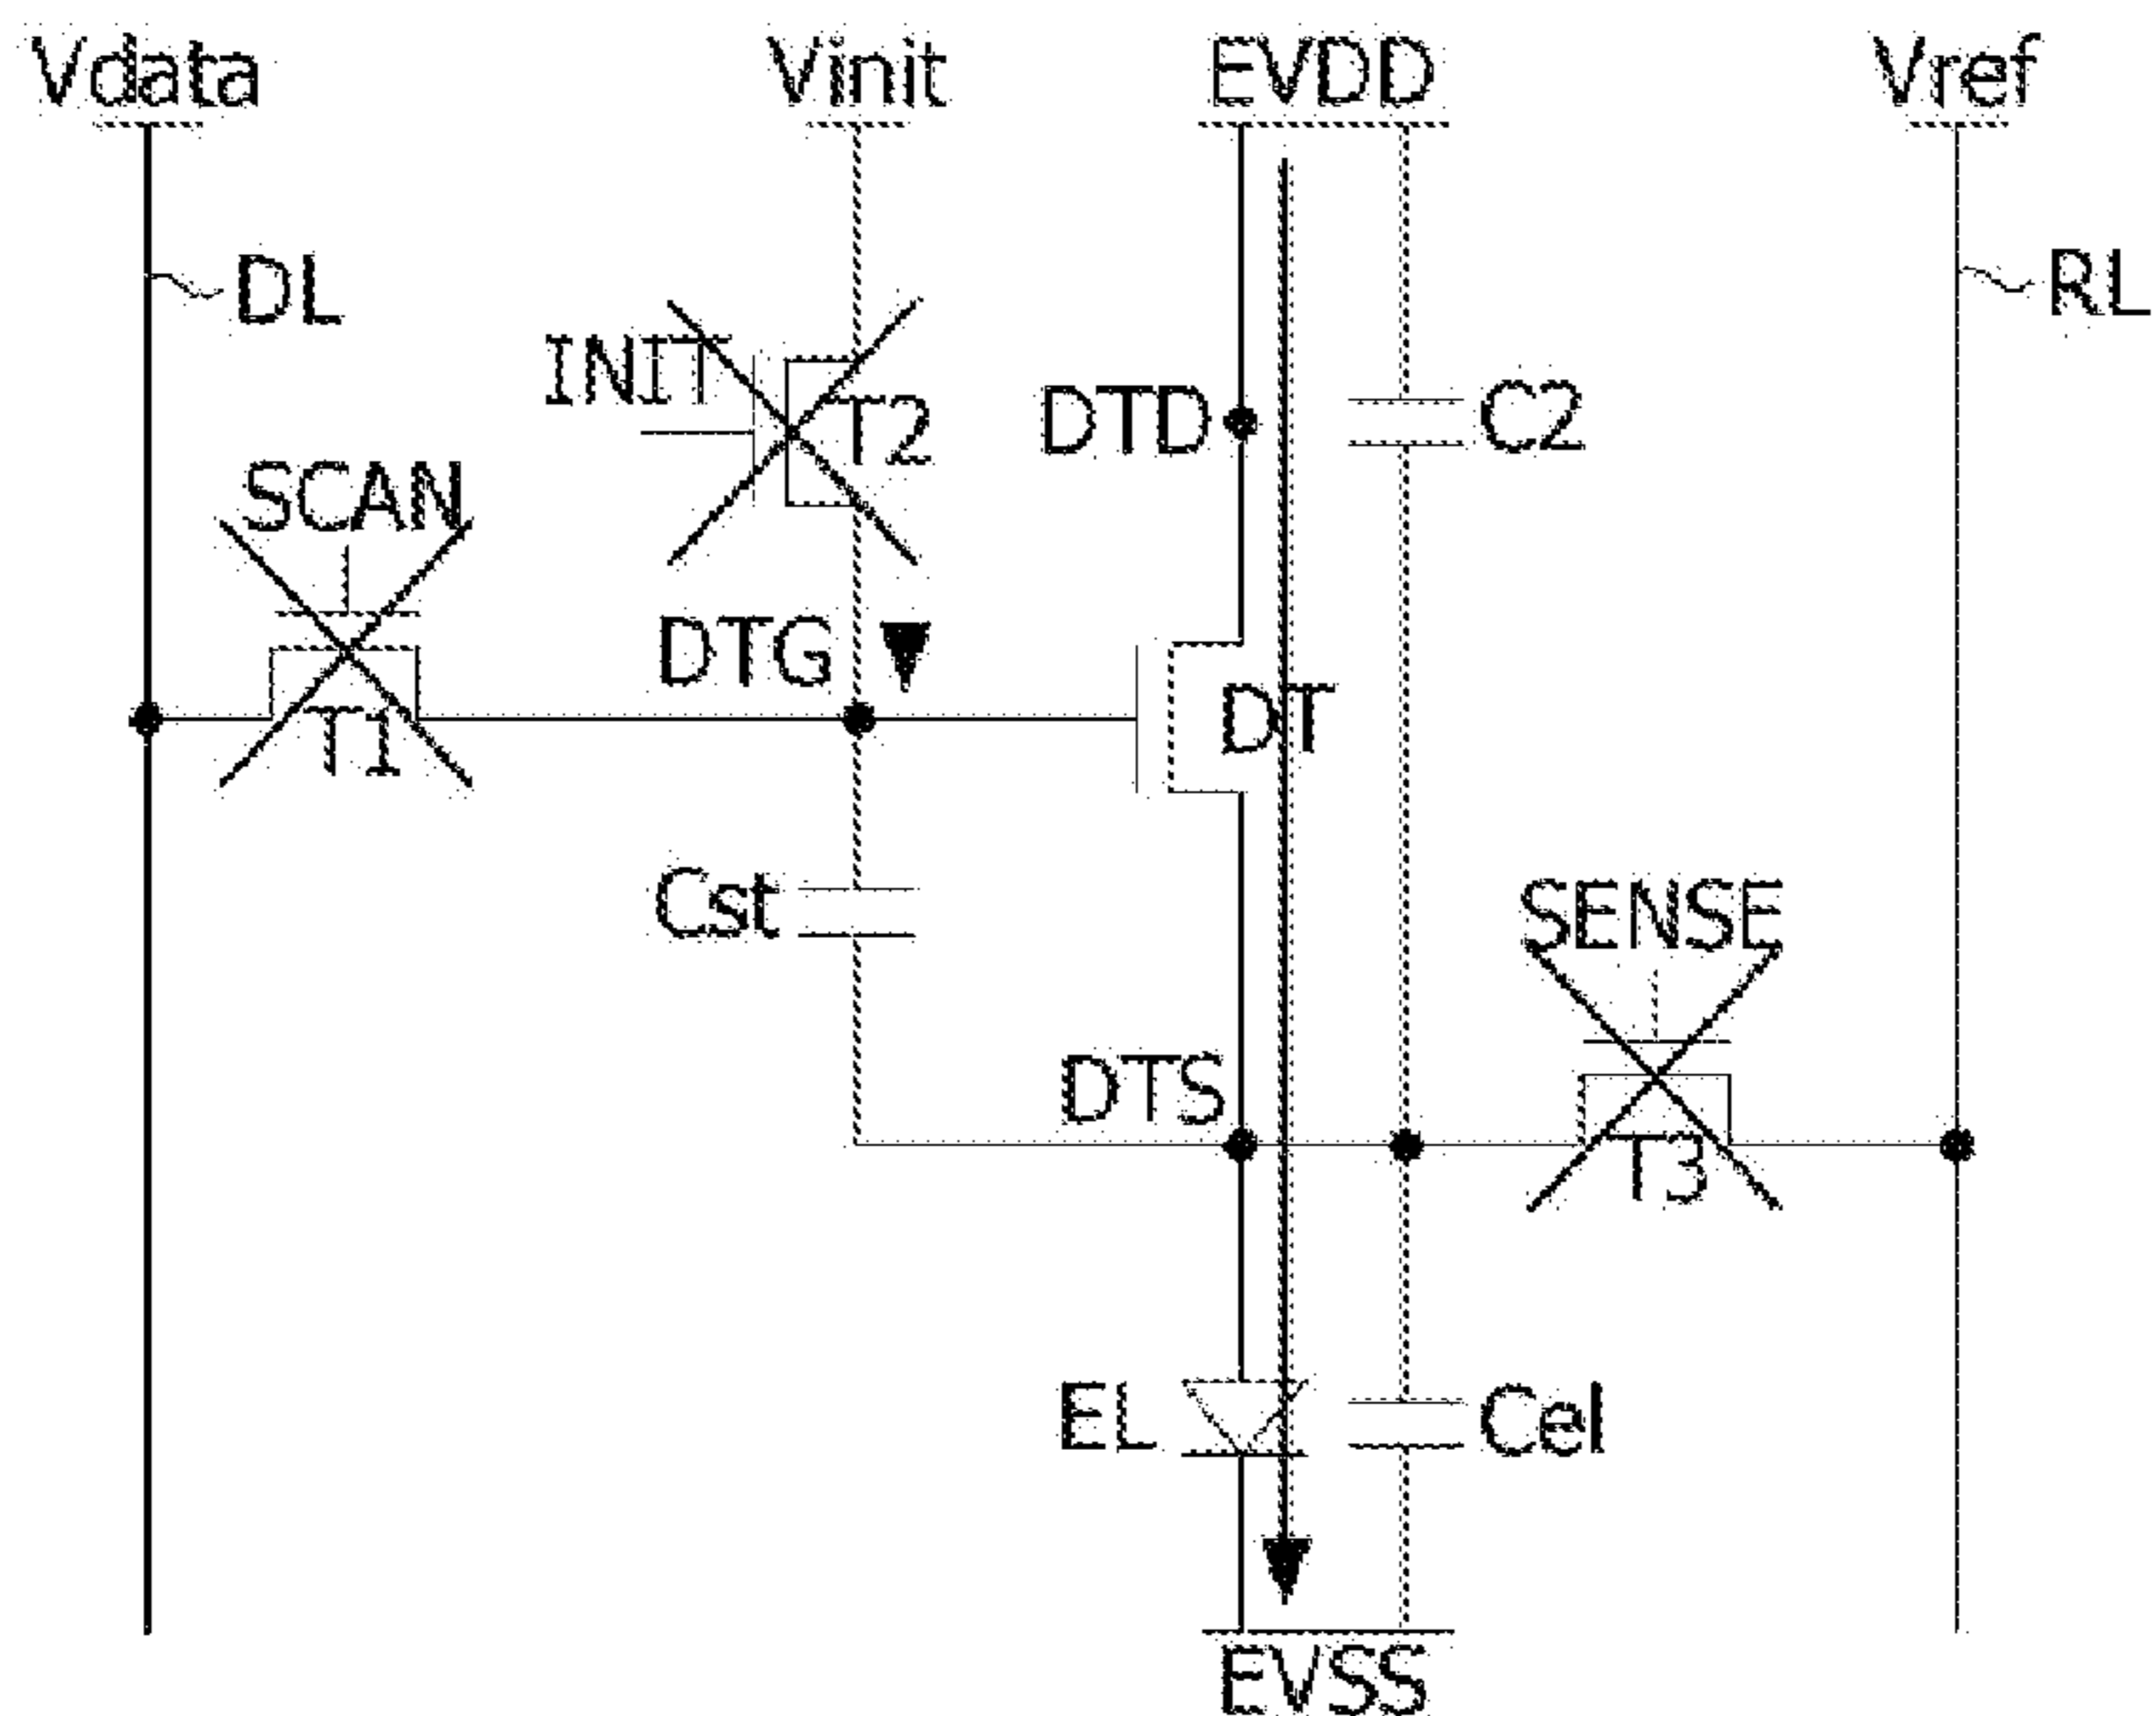 Vdata Vinit EVDD Vref
DL RL
INIT T2 DTD C2
SCAN
DTG DT
T1
Cst SENSE
DTS T3
EL Cel
EVSS